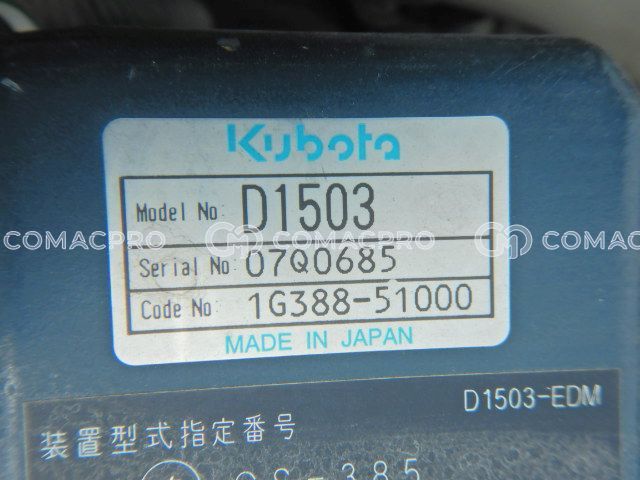 Kubota
Model No. D1503
COMACPRO COMACPRO COMACPRO
Serial No. 07Q0685
Code No 1G388-51000
MADE IN JAPAN
D1503-EDM
装置型式指定番号
385